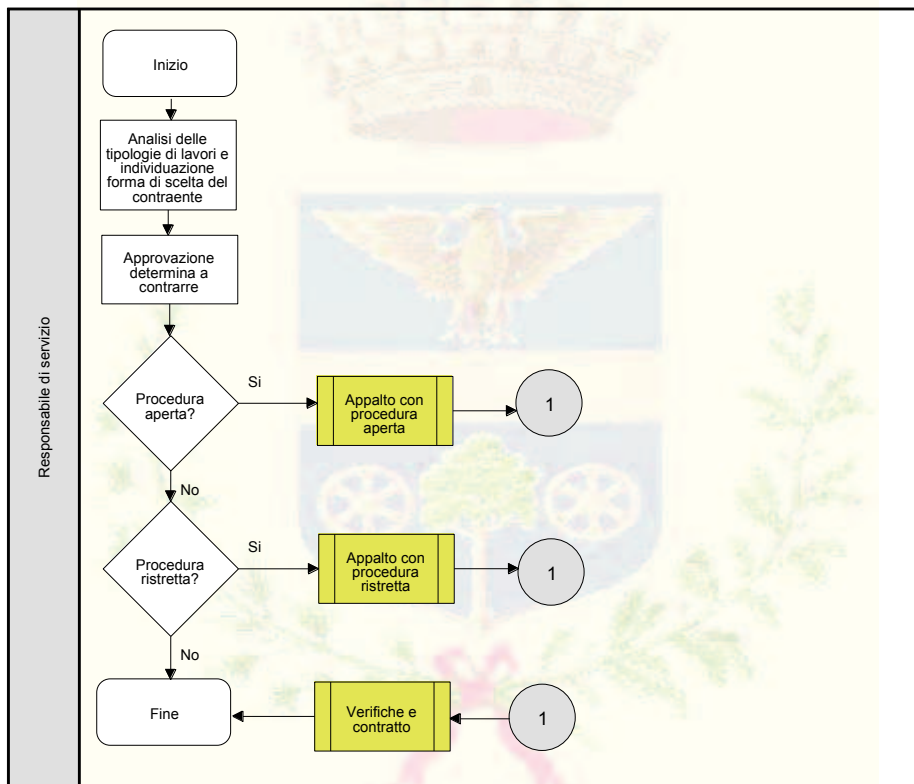 Responsabile di servizio
Inizio
Analisi delle
tipologie di lavori e
individuazione
forma di scelta del
contraente
Approvazione
determina a
contrarre
Procedura
aperta?
Si
Appalto con
procedura
aperta
1
No
Procedura
ristretta?
Si
Appalto con
procedura
ristretta
1
No
Fine
Verifiche e
contratto
1